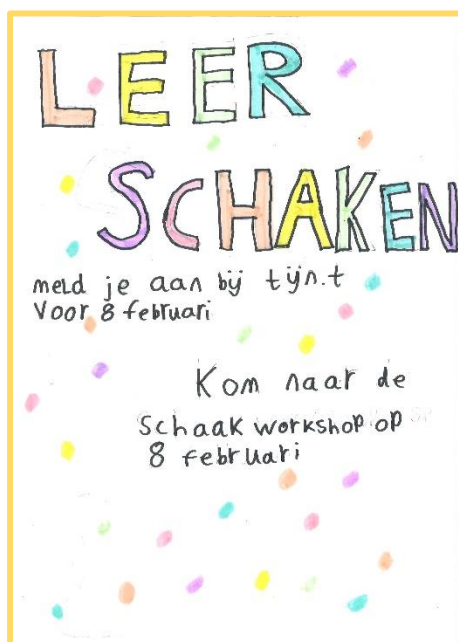 LEER
SCHAKEN
meld je aan bij tijn.t
Voor 8 februari
Kom naar de
Schaak workshop op
8 februari